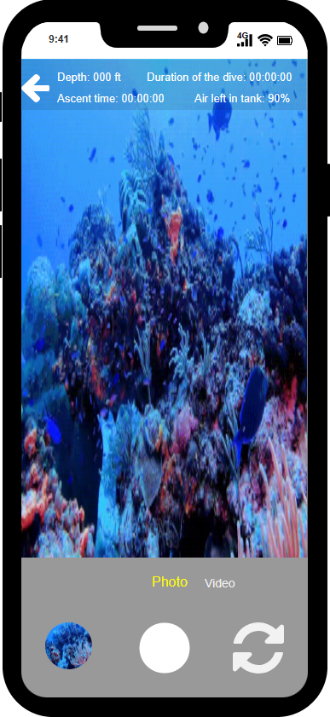 9:41
4G
Depth: 000 ft Duration of the dive: 00:00:00
Ascent time: 00:00:00 Air left in tank: 90%
Photo Video